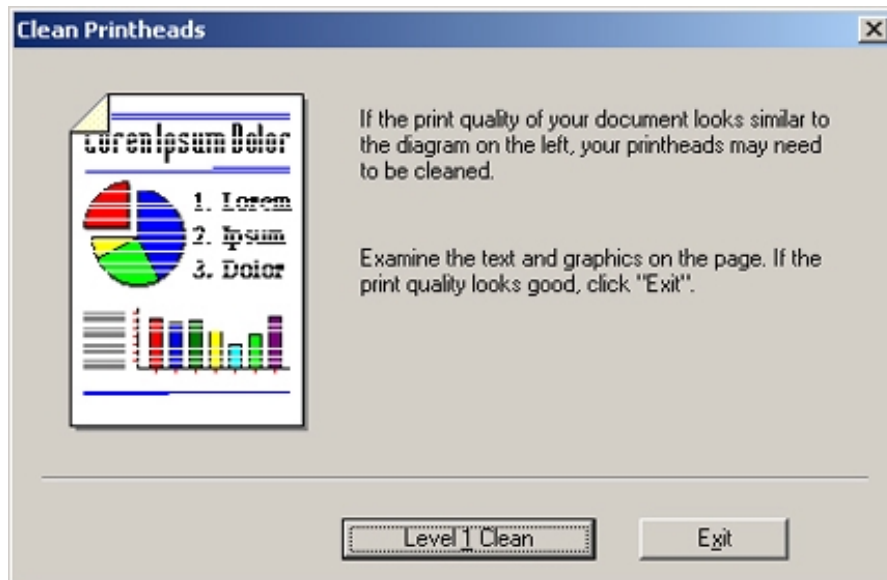 Clean Printheads
Loren Ipsum Dolor
1. Lorem
2. Ipsum
3. Dolor
If the print quality of your document looks similar to
the diagram on the left, your printheads may need
to be cleaned.
Examine the text and graphics on the page. If the
print quality looks good, click "Exit".
Level 1 Clean
Exit